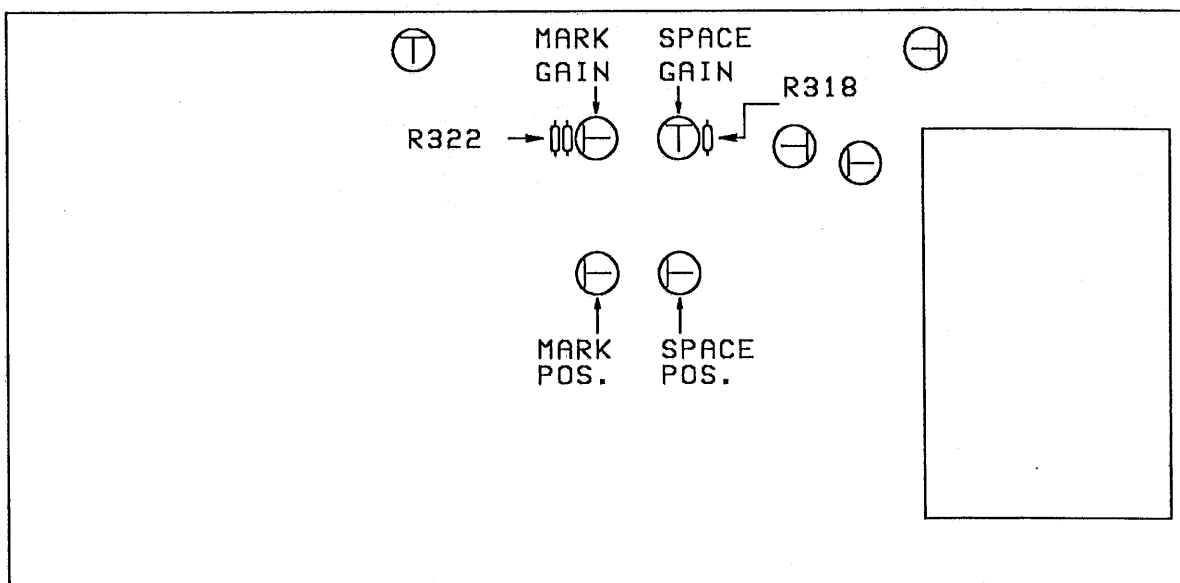 MARK
GAIN
SPACE
GAIN
R318
R322
MARK
POS.
SPACE
POS.